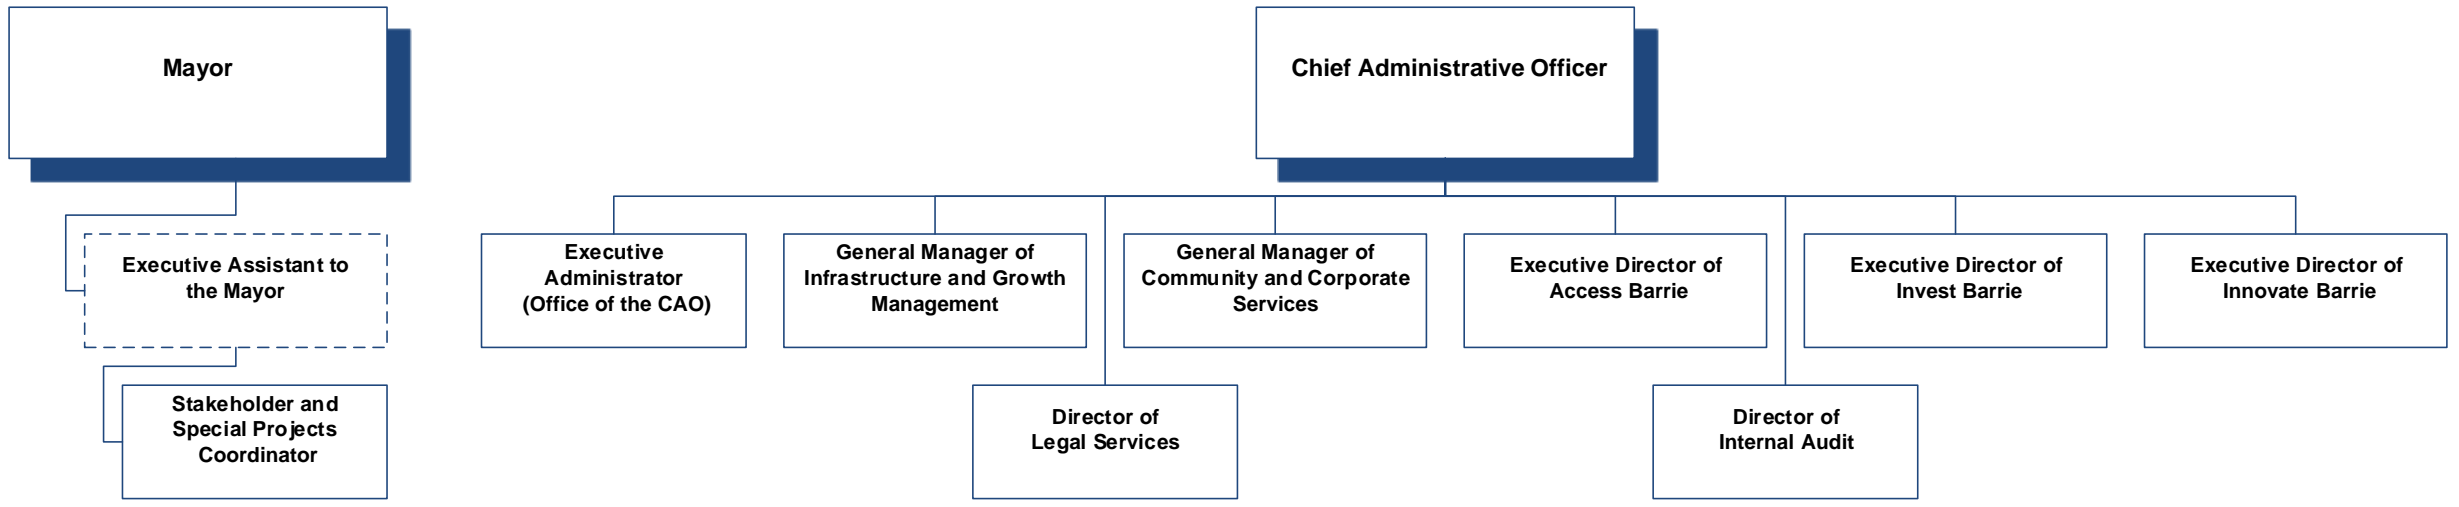 Mayor
Chief Administrative Officer
Executive Assistant to
the Mayor
Executive
Administrator
(Office of the CAO)
General Manager of
Infrastructure and Growth
Management
General Manager of
Community and Corporate
Services
Executive Director of
Access Barrie
Executive Director of
Invest Barrie
Executive Director of
Innovate Barrie
Stakeholder and
Special Projects
Coordinator
Director of
Legal Services
Director of
Internal Audit